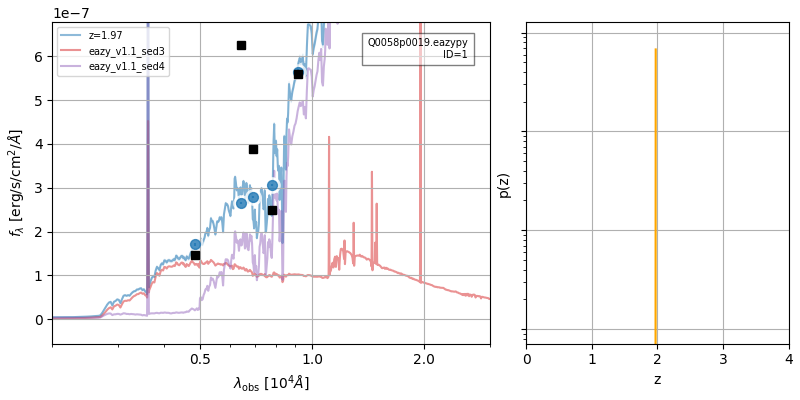 1e−7
z=1.97
eazy_v1.1_sed3
eazy_v1.1_sed4
Q0058p0019.eazypy
ID=1
6
5
4
3
2
1
0
f_λ [erg/s/cm²/Å]
0.5
1.0
2.0
λ_obs [10⁴Å]
p(z)
0
1
2
3
4
z